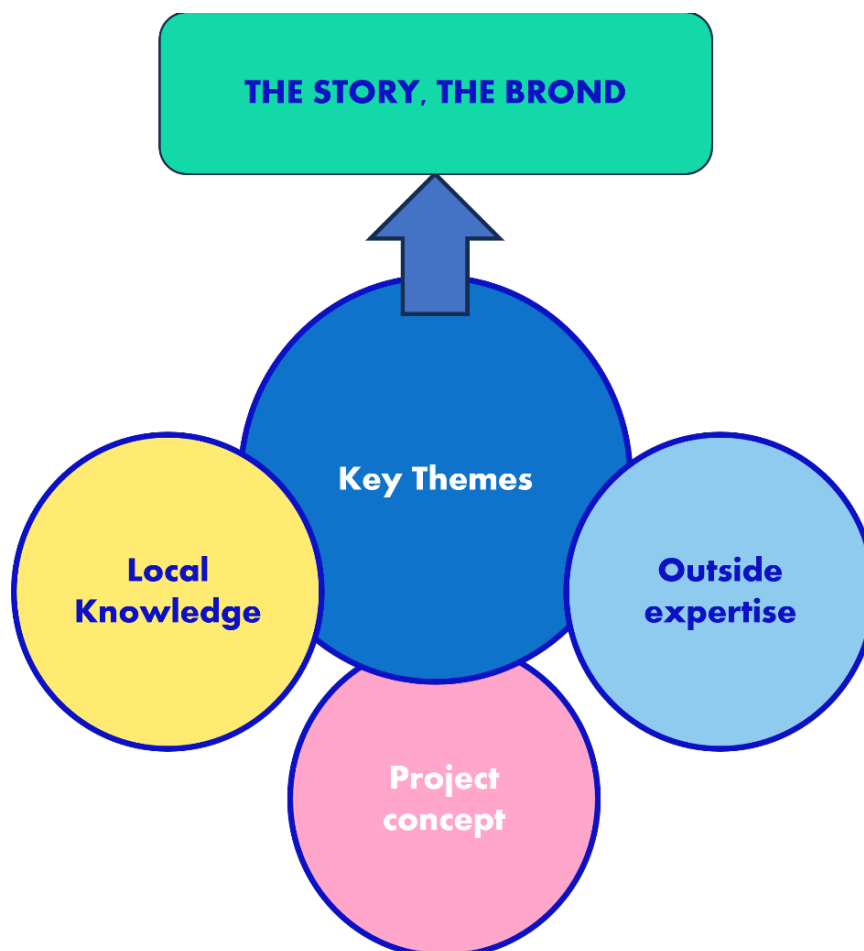 THE STORY, THE BROND
Key Themes
Local
Knowledge
Outside
expertise
Project
concept